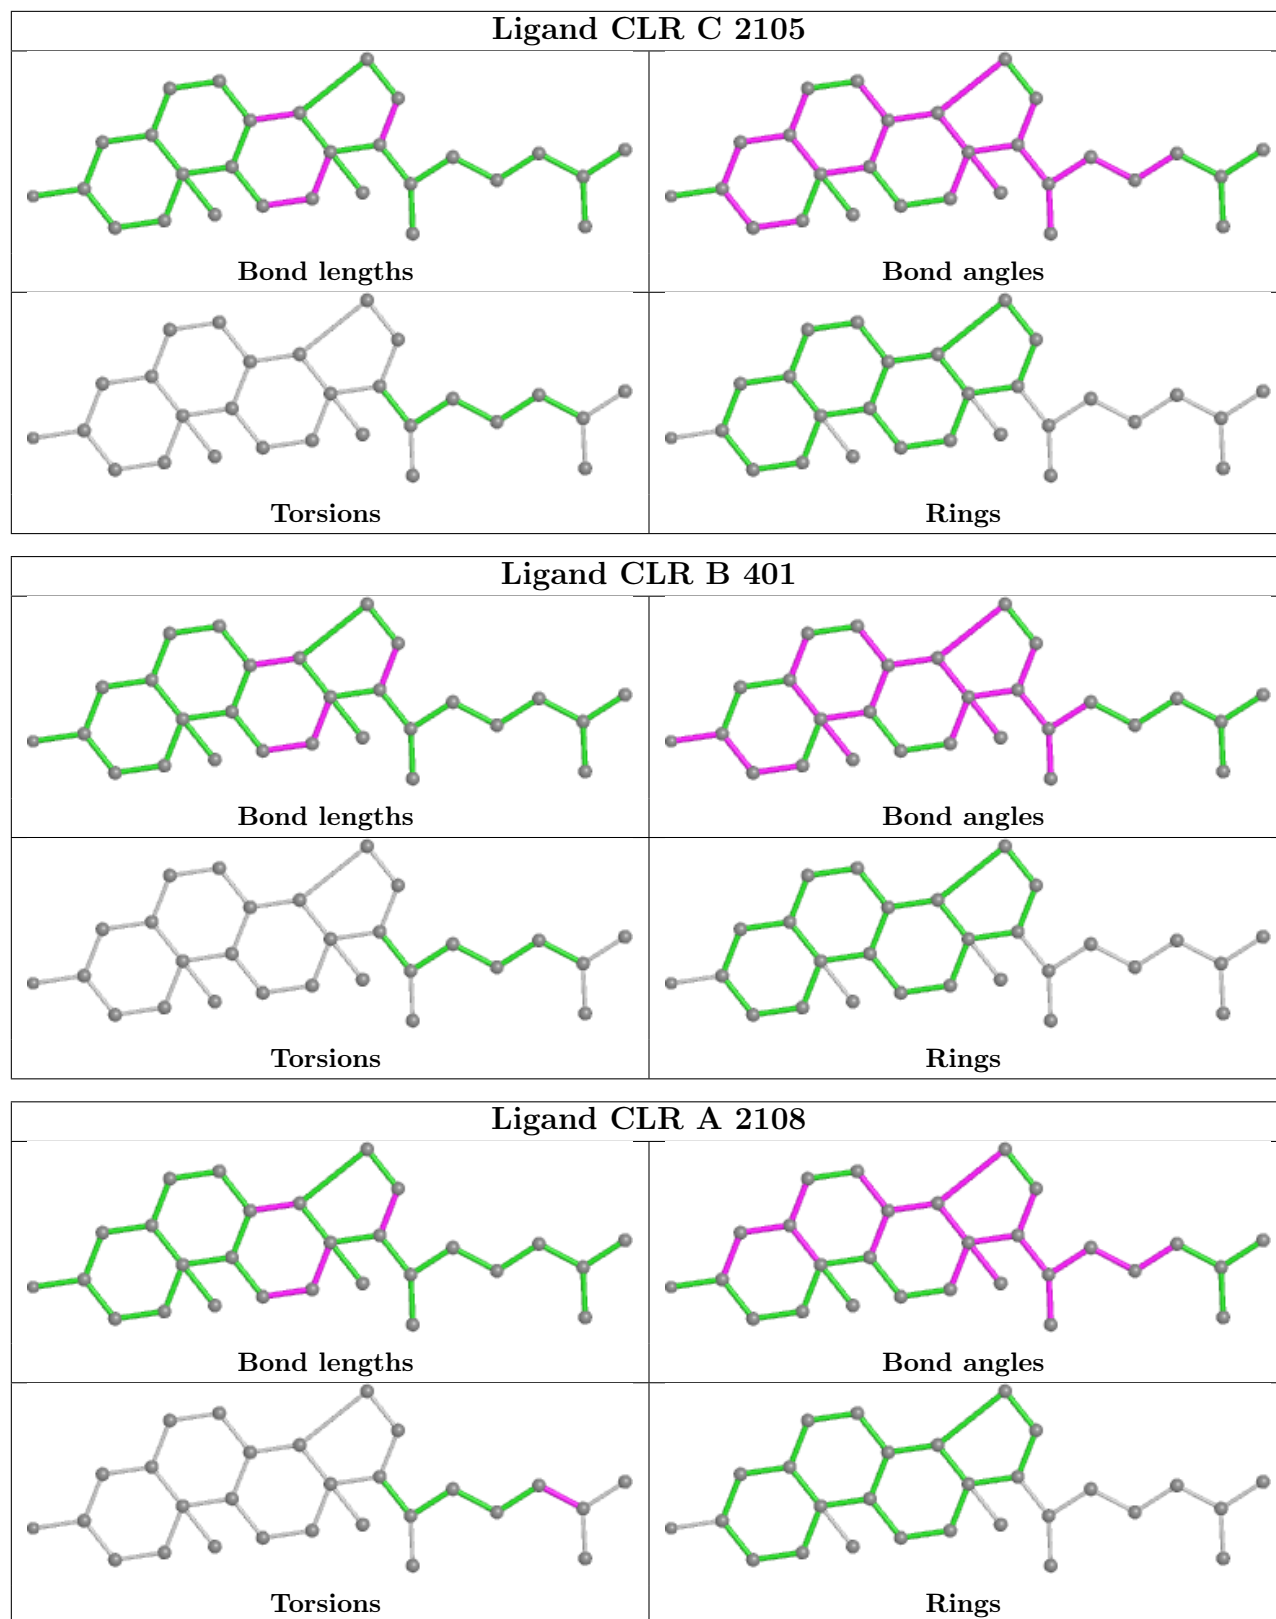 Ligand CLR C 2105
Bond lengths
Bond angles
Torsions
Rings
Ligand CLR B 401
Bond lengths
Bond angles
Torsions
Rings
Ligand CLR A 2108
Bond lengths
Bond angles
Torsions
Rings